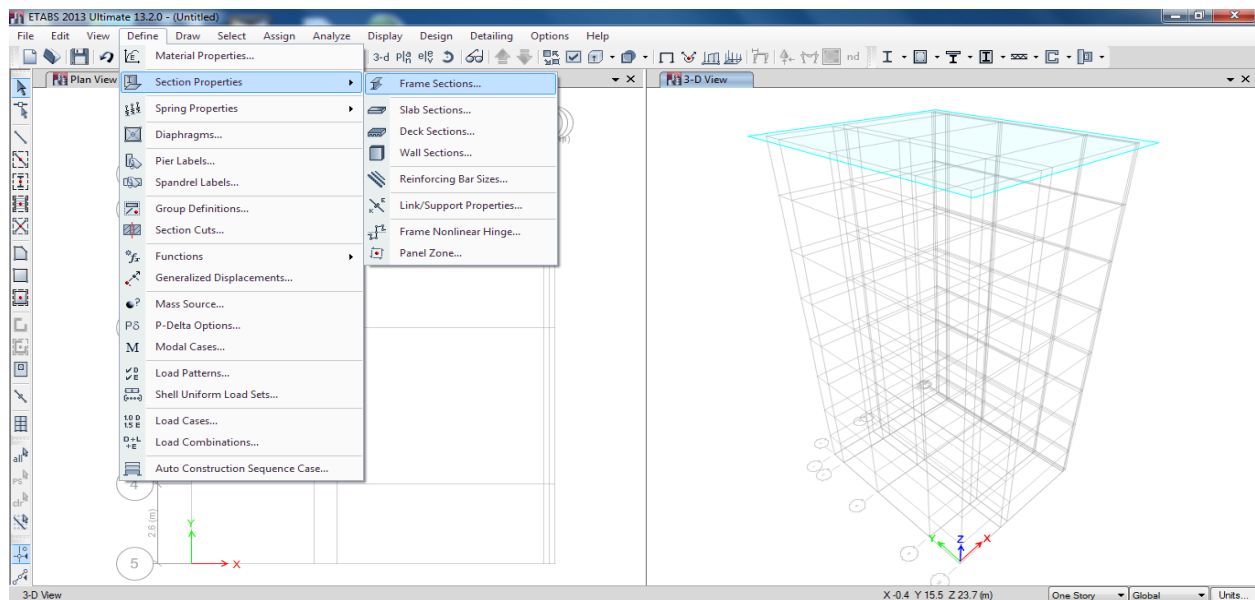 ETABS 2013 Ultimate 13.2.0 - (Untitled)
File Edit View Define Draw Select Assign Analyze Display Design Detailing Options Help
3-d nd
Plan View
3-D View
Material Properties...
Section Properties
Spring Properties
Diaphragms...
Pier Labels...
Spandrel Labels...
Group Definitions...
Section Cuts...
Functions
Generalized Displacements...
Mass Source...
P-Delta Options...
Modal Cases...
Load Patterns...
Shell Uniform Load Sets...
Load Cases...
Load Combinations...
Auto Construction Sequence Case...
Frame Sections...
Slab Sections...
Deck Sections...
Wall Sections...
Reinforcing Bar Sizes...
Link/Support Properties...
Frame Nonlinear Hinge...
Panel Zone...
all
PS
clr
4
2.6 (m)
5
Y
X
Y Z X
3-D View
X -0.4 Y 15.5 Z 23.7 (m)
One Story
Global
Units...